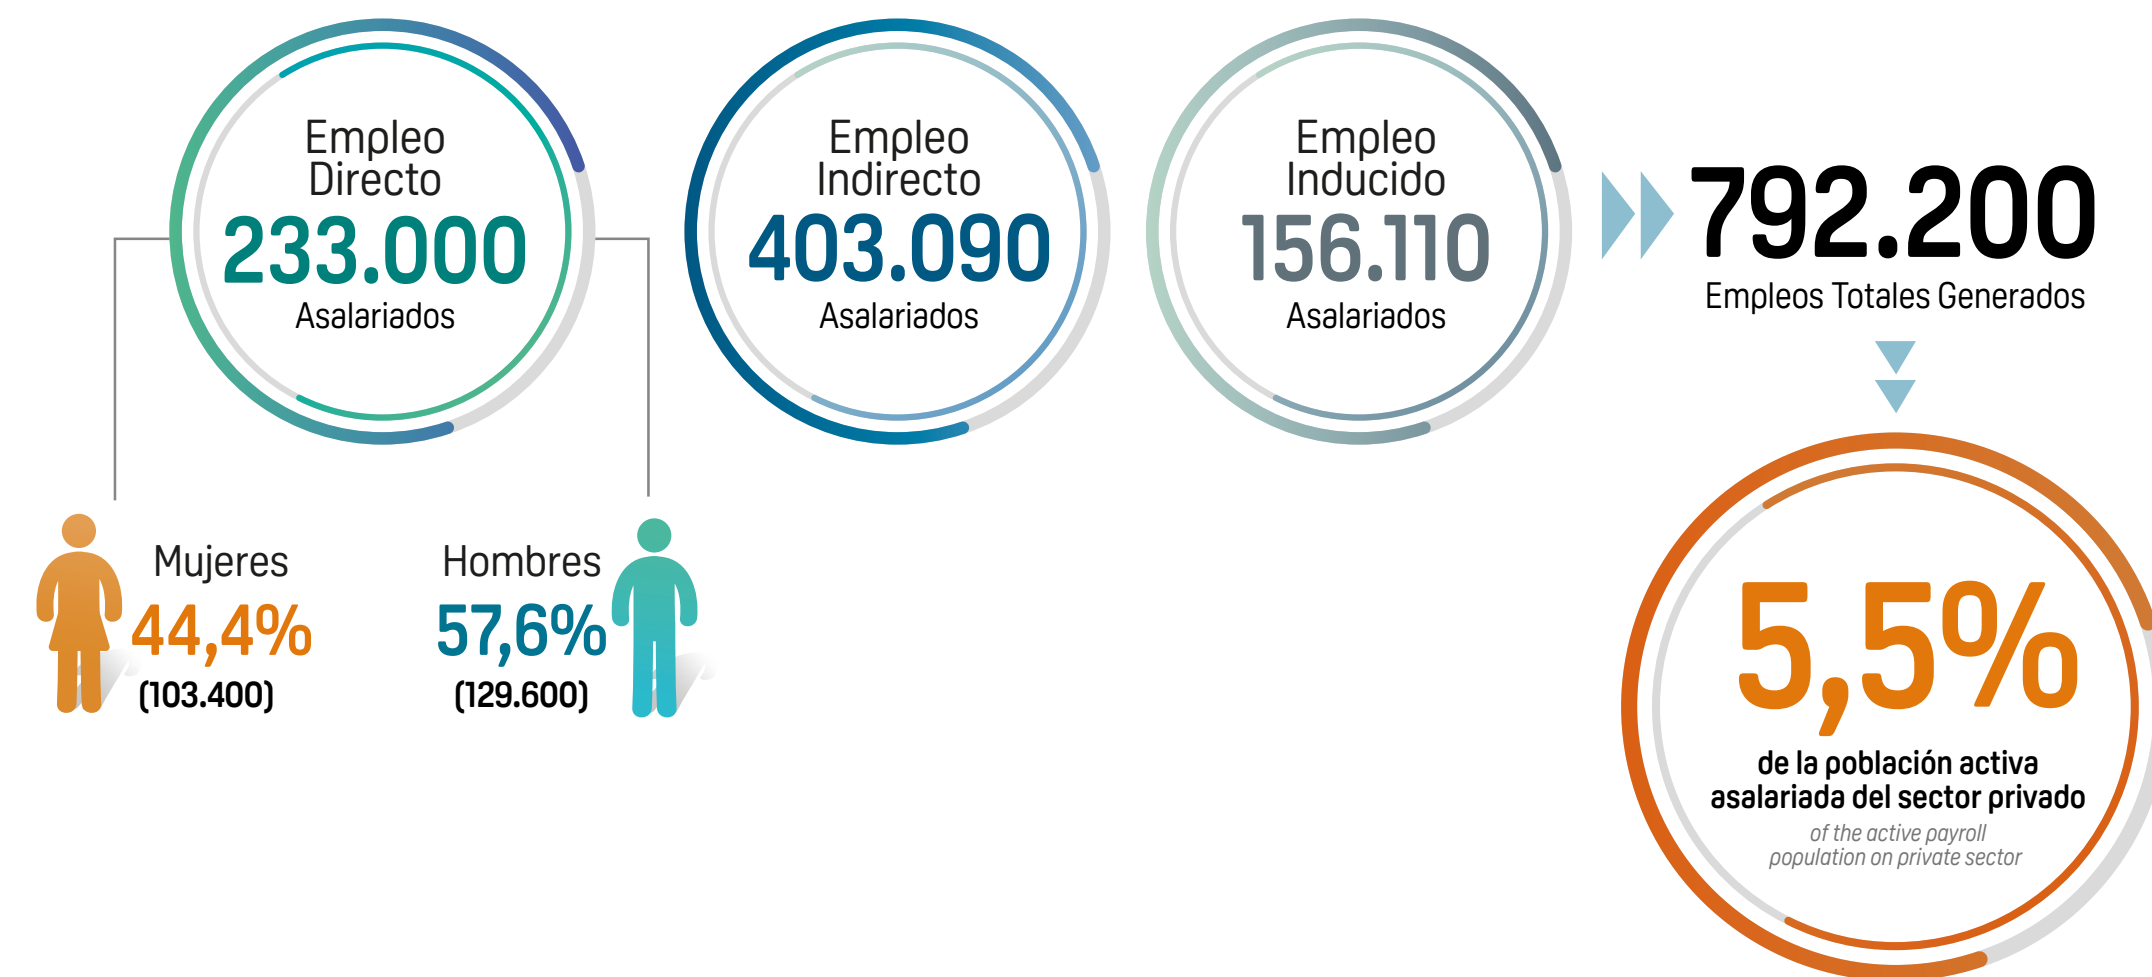 Empleo
Directo
233.000
Asalariados
Empleo
Indirecto
403.090
Asalariados
Empleo
Inducido
156.110
Asalariados
792.200
Empleos Totales Generados
Mujeres
44,4%
(103.400)
Hombres
57,6%
(129.600)
5,5%
de la población activa
asalariada del sector privado
of the active payroll
population on private sector